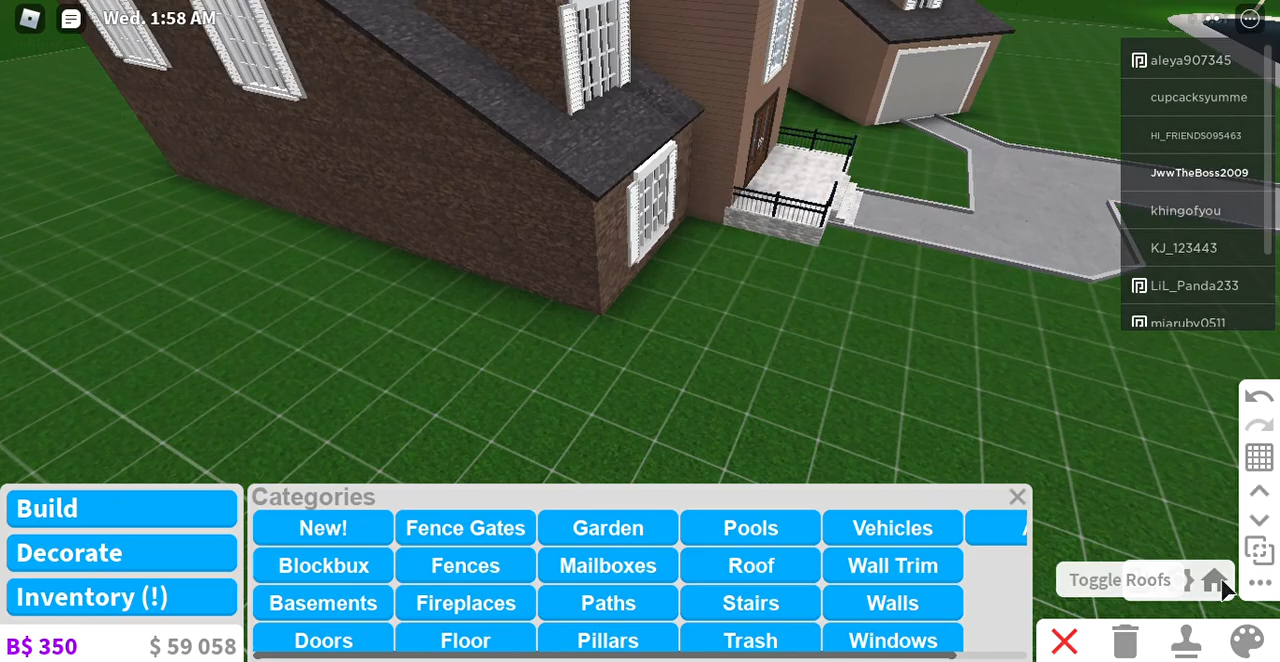 Wed. 1:58 AM
aleya907345
cupcacksyumme
HI_FRIENDS095463
JwwTheBoss2009
khingofyou
KJ_123443
LiL_Panda233
miaruby0511
Build
Decorate
Inventory (!)
B$ 350
$ 59 058
Categories
New!
Fence Gates
Garden
Pools
Vehicles
Blockbux
Fences
Mailboxes
Roof
Wall Trim
Basements
Fireplaces
Paths
Stairs
Walls
Doors
Floor
Pillars
Trash
Windows
Toggle Roofs